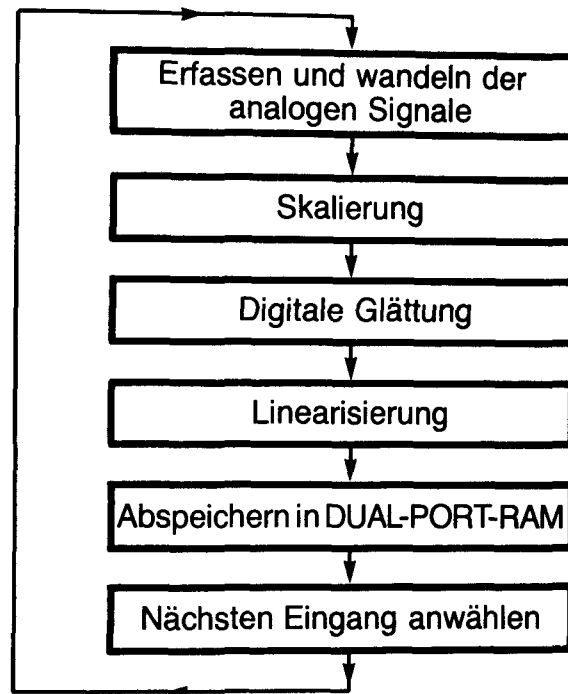 Erfassen und wandeln der
analogen Signale
Skalierung
Digitale Glättung
Linearisierung
Abspeichern in DUAL-PORT-RAM
Nächsten Eingang anwählen